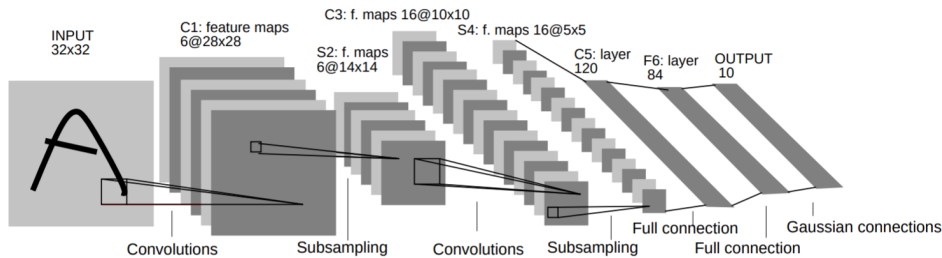 INPUT
32x32
C1: feature maps
6@28x28
S2: f. maps
6@14x14
C3: f. maps 16@10x10
S4: f. maps 16@5x5
C5: layer
120
F6: layer
84
OUTPUT
10
Convolutions
Subsampling
Convolutions
Subsampling
Full connection
Full connection
Gaussian connections